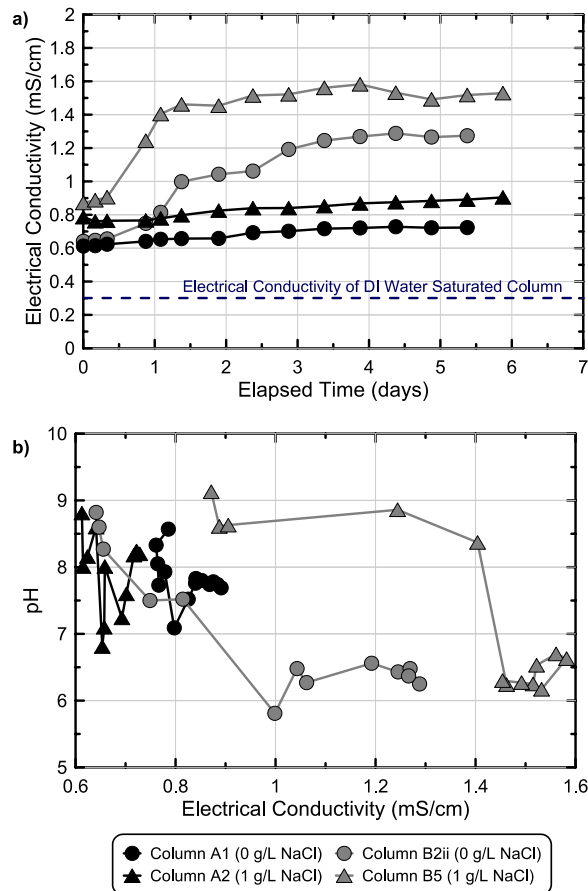 a)
Electrical Conductivity (mS/cm)
1.8
1.6
1.4
1.2
1
0.8
0.6
0.4
0.2
0
Electrical Conductivity of DI Water Saturated Column
0 1 2 3 4 5 6 7
Elapsed Time (days)
b)
pH
10
9
8
7
6
5
0.6 0.8 1 1.2 1.4 1.6
Electrical Conductivity (mS/cm)
Column A1 (0 g/L NaCl) Column B2ii (0 g/L NaCl)
Column A2 (1 g/L NaCl) Column B5 (1 g/L NaCl)